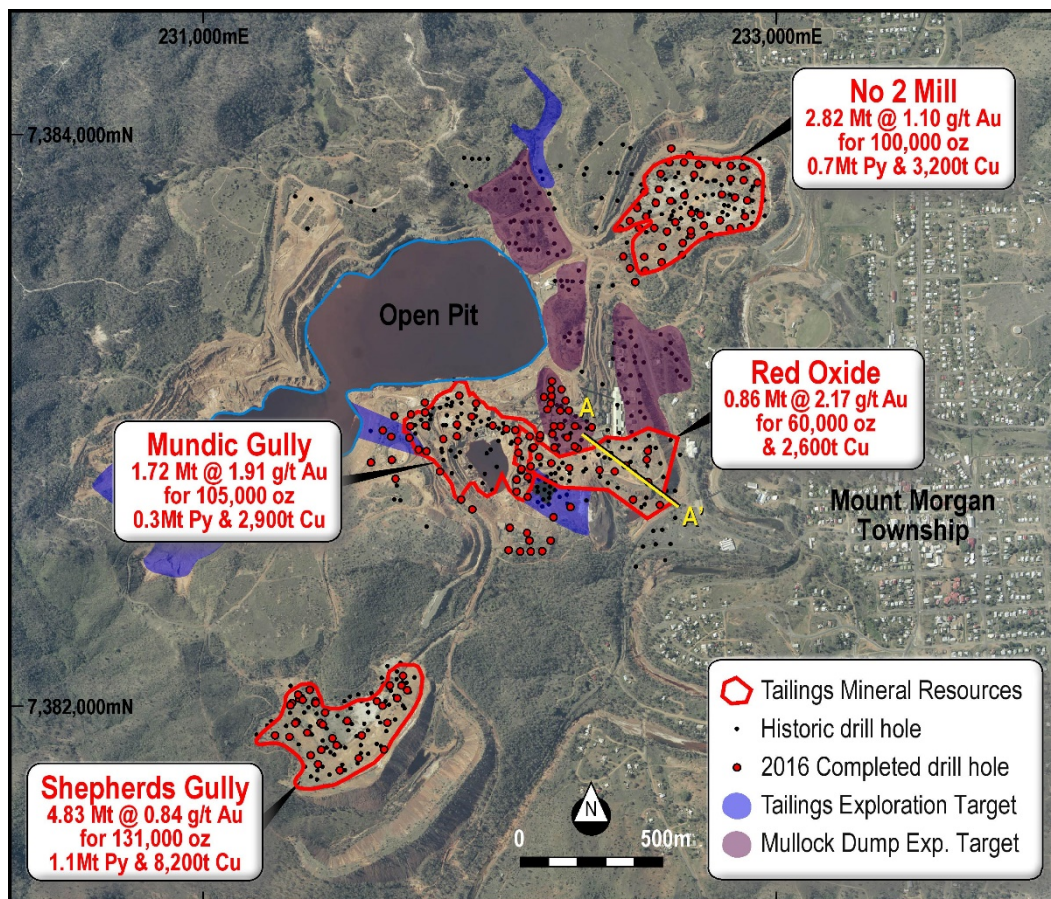 231,000mE
233,000mE
7,384,000mN
7,382,000mN
No 2 Mill
2.82 Mt @ 1.10 g/t Au
for 100,000 oz
0.7Mt Py & 3,200t Cu
Open Pit
Red Oxide
0.86 Mt @ 2.17 g/t Au
for 60,000 oz
& 2,600t Cu
A
A'
Mundic Gully
1.72 Mt @ 1.91 g/t Au
for 105,000 oz
0.3Mt Py & 2,900t Cu
Mount Morgan
Township
Shepherds Gully
4.83 Mt @ 0.84 g/t Au
for 131,000 oz
1.1Mt Py & 8,200t Cu
N
0 500m
Tailings Mineral Resources
Historic drill hole
2016 Completed drill hole
Tailings Exploration Target
Mullock Dump Exp. Target